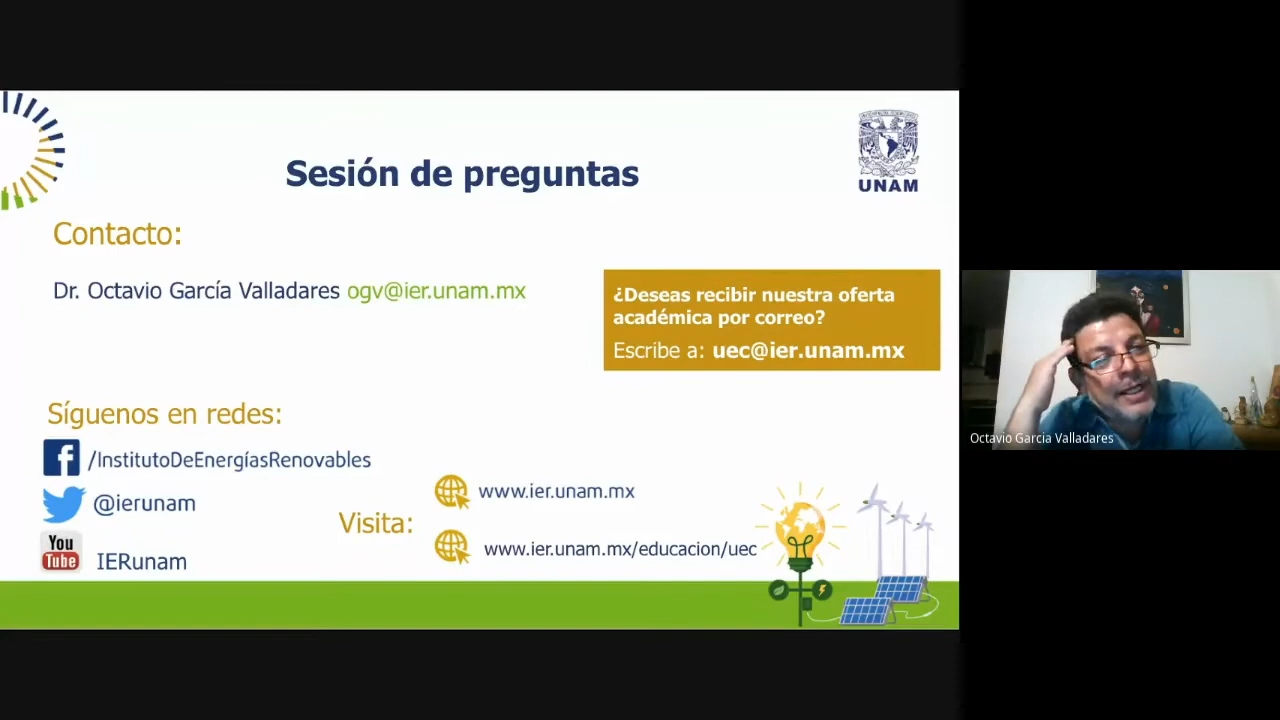 Sesión de preguntas
UNAM
Contacto:
Dr. Octavio García Valladares ogv@ier.unam.mx
¿Deseas recibir nuestra oferta
académica por correo?
Escribe a: uec@ier.unam.mx
Síguenos en redes:
/InstitutoDeEnergíasRenovables
@ierunam
You
Tube
IERunam
Visita:
www.ier.unam.mx
www.ier.unam.mx/educacion/uec
Octavio Garcia Valladares